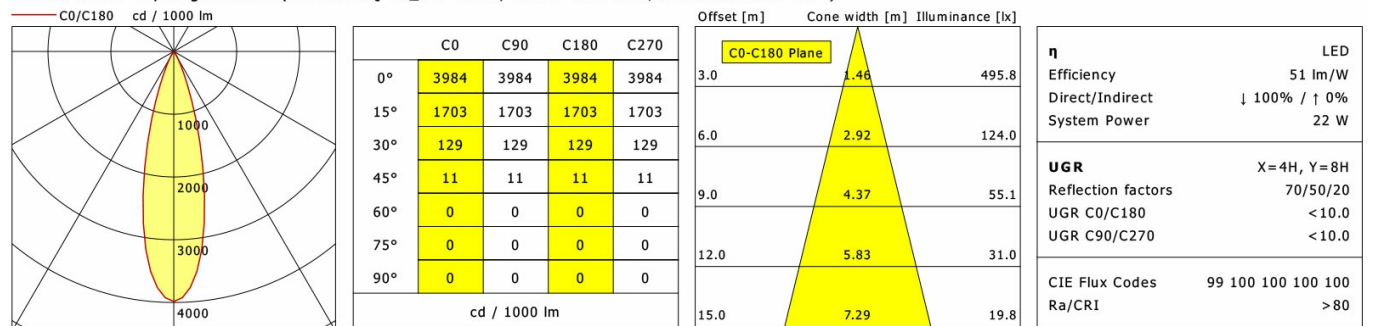 C0/C180 cd / 1000 lm
1000
2000
3000
4000
C0 C90 C180 C270
0° 3984 3984 3984 3984
15° 1703 1703 1703 1703
30° 129 129 129 129
45° 11 11 11 11
60° 0 0 0 0
75° 0 0 0 0
90° 0 0 0 0
cd / 1000 lm
Offset [m] Cone width [m] Illuminance [lx]
C0-C180 Plane
3.0 1.46 495.8
6.0 2.92 124.0
9.0 4.37 55.1
12.0 5.83 31.0
15.0 7.29 19.8
η LED
Efficiency 51 lm/W
Direct/Indirect ↓ 100% / ↑ 0%
System Power 22 W
UGR X=4H, Y=8H
Reflection factors 70/50/20
UGR C0/C180 <10.0
UGR C90/C270 <10.0
CIE Flux Codes 99 100 100 100 100
Ra/CRI >80